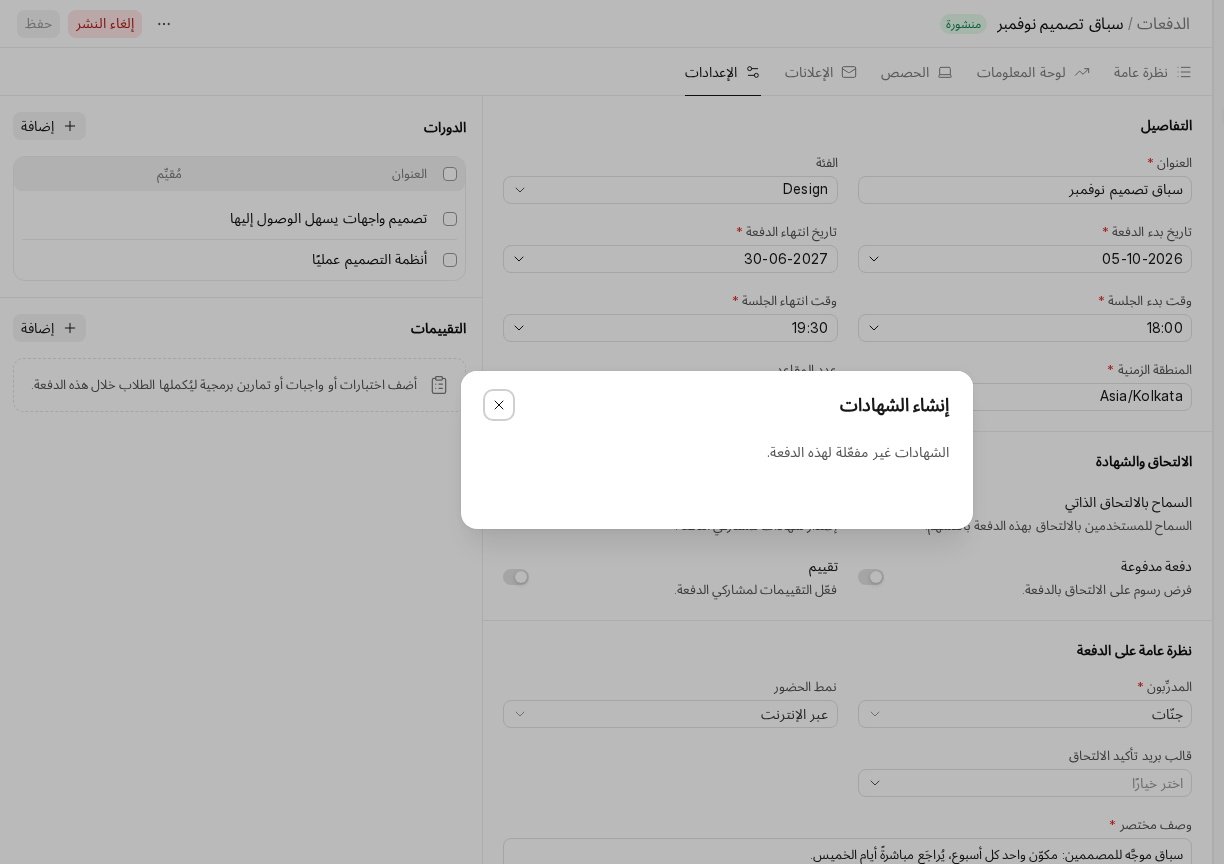 الدفعات / سباق تصميم نوفمبر منشورة
إلغاء النشر
حفظ
نظرة عامة
لوحة المعلومات
الحصص
الإعلانات
الإعدادات
التفاصيل
العنوان *
سباق تصميم نوفمبر
الفئة
Design
تاريخ بدء الدفعة *
05-10-2026
تاريخ انتهاء الدفعة *
30-06-2027
وقت بدء الجلسة *
18:00
وقت انتهاء الجلسة *
19:30
المنطقة الزمنية *
Asia/Kolkata
إنشاء الشهادات
الشهادات غير مفعّلة لهذه الدفعة.
الالتحاق والشهادة
السماح بالالتحاق الذاتي
السماح للمستخدمين بالالتحاق بهذه الدفعة
دفعة مدفوعة
فرض رسوم على الالتحاق بالدفعة.
تقييم
فعّل التقييمات لمشاركي الدفعة.
نظرة عامة على الدفعة
المدرِّبون *
جنّات
نمط الحضور
عبر الإنترنت
قالب بريد تأكيد الالتحاق
اختر خيارًا
وصف مختصر *
سباق موجَّه للمصممين: مكوّن واحد كل أسبوع، يُراجَع مباشرةً أيام الخميس.
الدورات
إضافة
العنوان
مُقيِّم
تصميم واجهات يسهل الوصول إليها
أنظمة التصميم عمليًا
التقييمات
إضافة
أضف اختبارات أو واجبات أو تمارين برمجية ليُكملها الطلاب خلال هذه الدفعة.